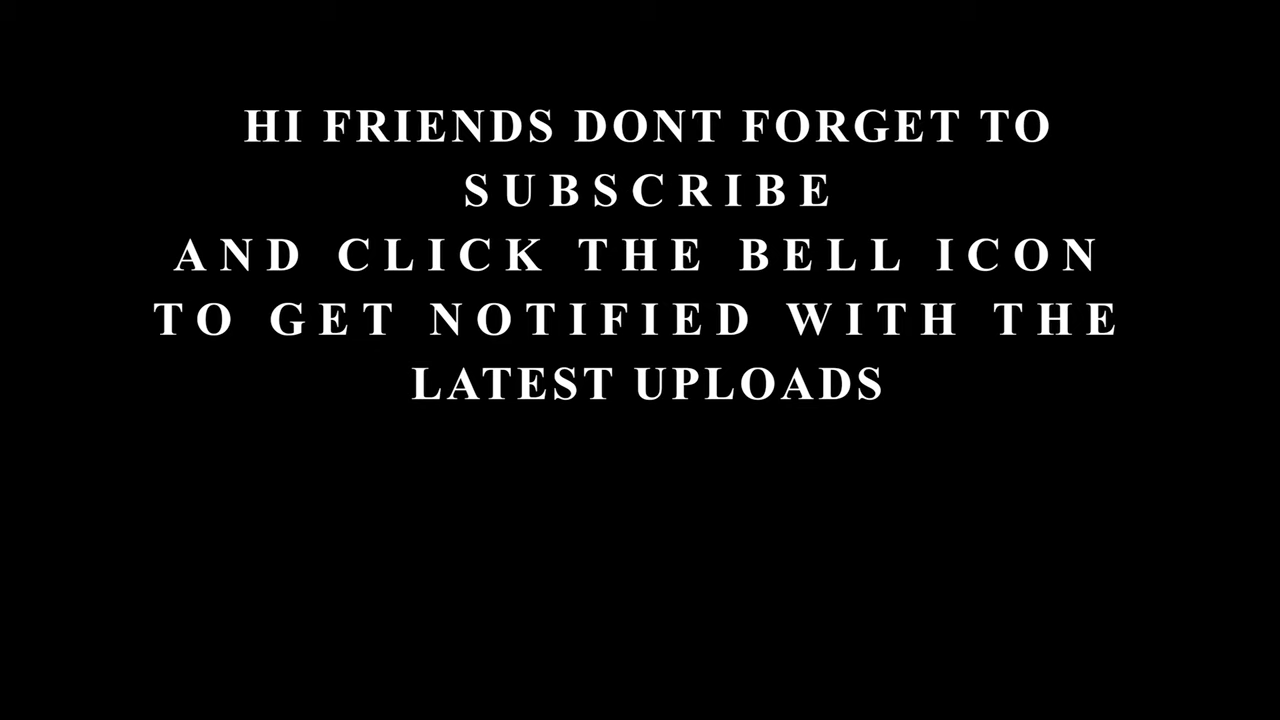 HI FRIENDS DONT FORGET TO
SUBSCRIBE
AND CLICK THE BELL ICON
TO GET NOTIFIED WITH THE
LATEST UPLOADS